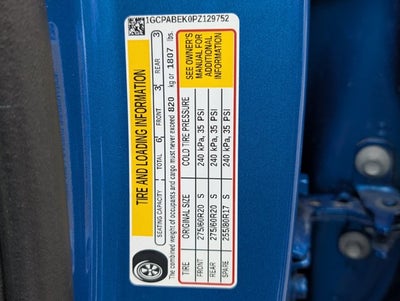 1GCPABEK0PZ129752
TIRE AND LOADING INFORMATION
SEATING CAPACITY TOTAL 6 FRONT 3 REAR 3
The combined weight of occupants and cargo must never exceed 820 kg or 1807 lbs.
TIRE ORIGINAL SIZE COLD TIRE PRESSURE
FRONT 275/60R20 S 240 kPa, 35 PSI
REAR 275/60R20 S 240 kPa, 35 PSI
SPARE 255/80R17 S 240 kPa, 35 PSI
SEE OWNER'S
MANUAL FOR
ADDITIONAL
INFORMATION